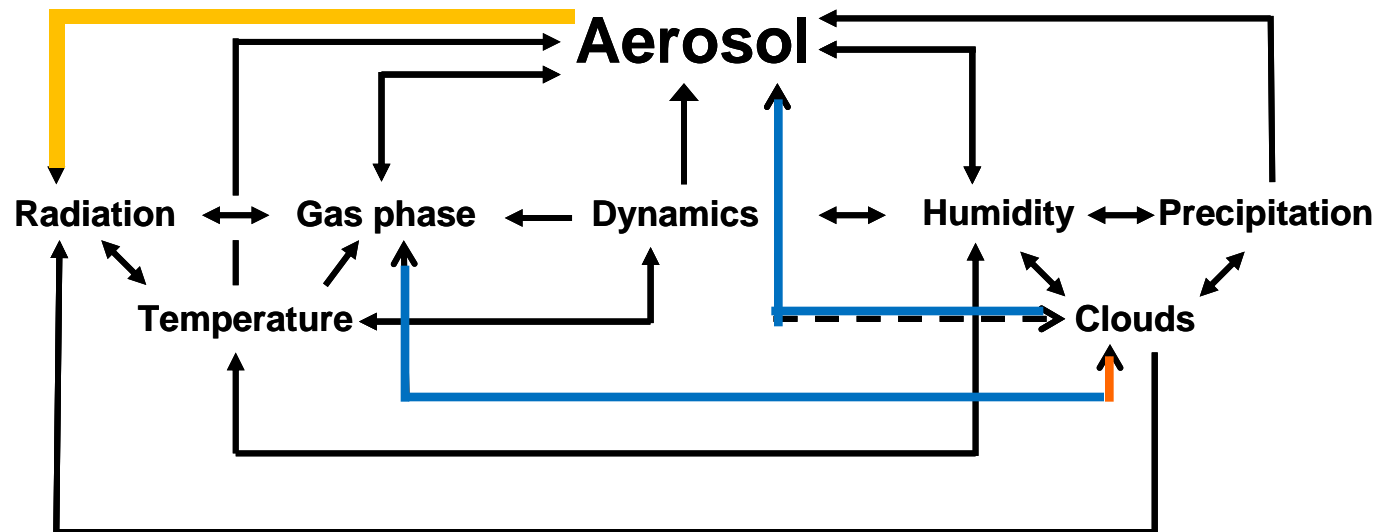 Aerosol
Radiation Gas phase Dynamics Humidity Precipitation
Temperature Clouds